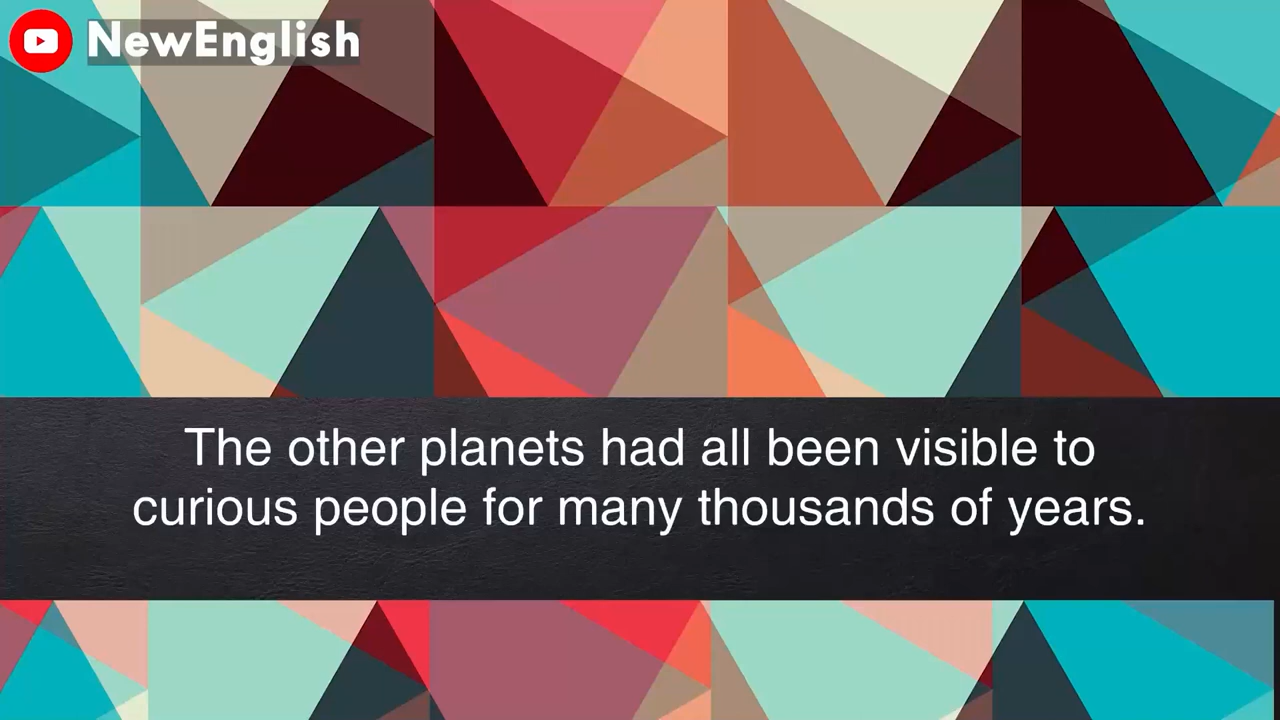 NewEnglish
The other planets had all been visible to
curious people for many thousands of years.